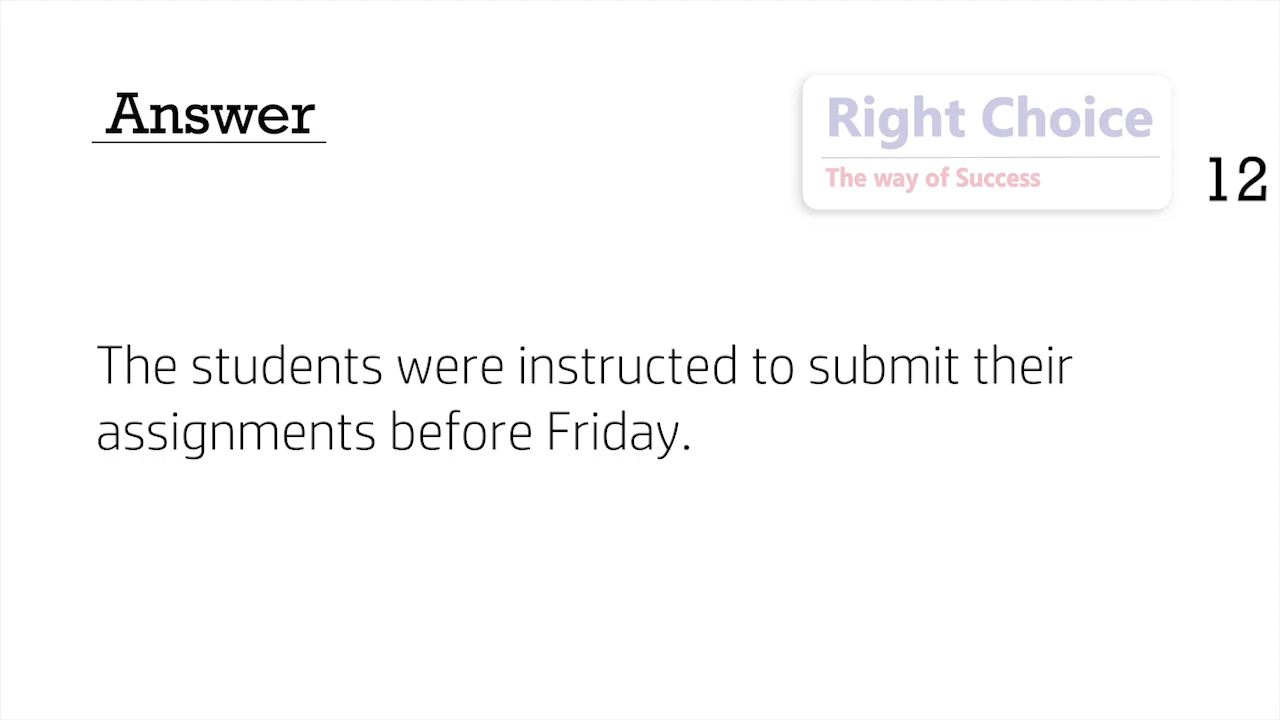 Answer
Right Choice
The way of Success
12
The students were instructed to submit their
assignments before Friday.